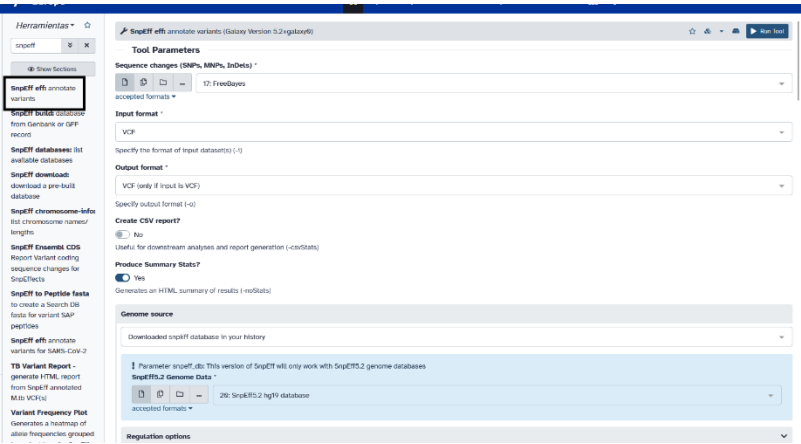 Herramientas
snpeff
Show Sections
SnpEff eff: annotate
variants
SnpEff build: database
from Genbank or GFF
record
SnpEff databases: list
available databases
SnpEff download:
download a pre-built
database
SnpEff chromosome-info:
list chromosome names/
lengths
SnpEff Ensembl CDS
Report Variant coding
sequence changes for
SnpEffects
SnpEff to Peptide fasta
to create a Search DB
fasta for variant SAP
peptides
SnpEff eff: annotate
variants for SARS-CoV-2
TB Variant Report -
generate HTML report
from SnpEff annotated
M.tb VCF(s)
Variant Frequency Plot
Generates a heatmap of
allele frequencies grouped
SnpEff eff: annotate variants (Galaxy Version 5.2+galaxy0)
Run Tool
Tool Parameters
Sequence changes (SNPs, MNPs, InDels) *
17: FreeBayes
accepted formats
Input format *
VCF
Specify the format of input dataset(s) (-i)
Output format *
VCF (only if input is VCF)
Specify output format (-o)
Create CSV report?
No
Useful for downstream analyses and report generation (-csvStats)
Produce Summary Stats?
Yes
Generates an HTML summary of results (-noStats)
Genome source
Downloaded snpEff database in your history
! Parameter snpeff_db: This version of SnpEff will only work with SnpEff5.2 genome databases
SnpEff5.2 Genome Data *
20: SnpEff5.2 hg19 database
accepted formats
Regulation options